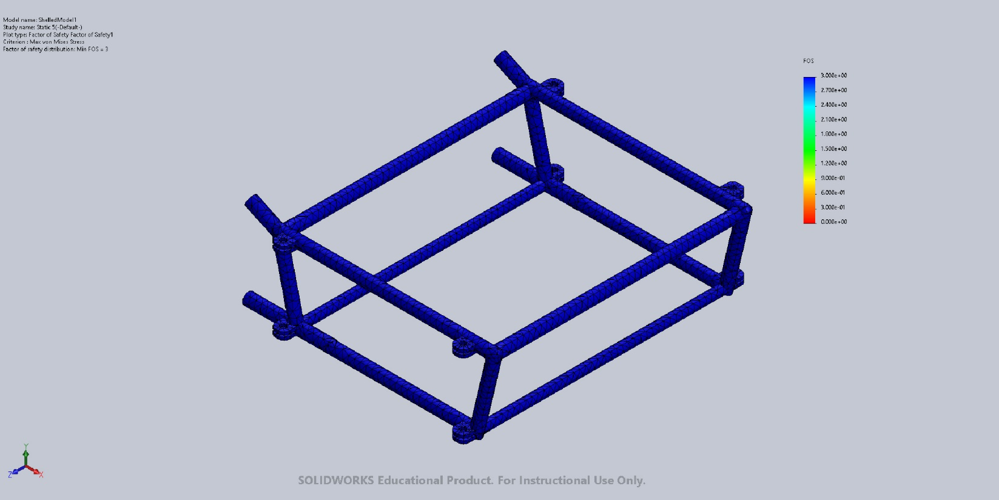 Model name: ShelledModel1
Study name: Static 5(-Default-)
Plot type: Factor of Safety Factor of Safety1
Criterion : Max von Mises Stress
Factor of safety distribution: Min FOS = 3
FOS
3.000e+00
2.700e+00
2.400e+00
2.100e+00
1.800e+00
1.500e+00
1.200e+00
9.000e-01
6.000e-01
3.000e-01
0.000e+00
Y
Z
X
SOLIDWORKS Educational Product. For Instructional Use Only.